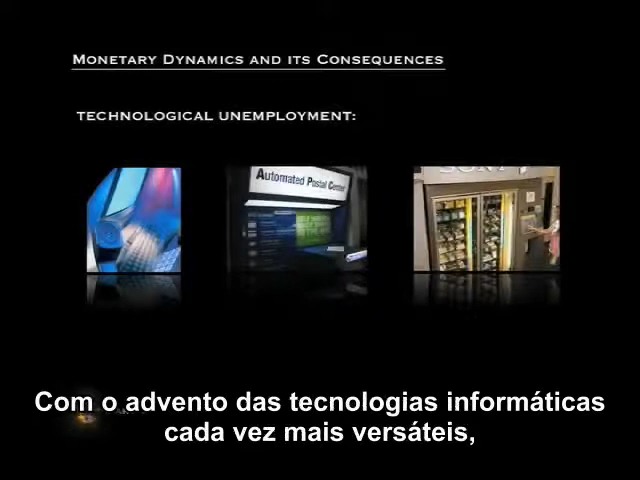 Monetary Dynamics and its Consequences
TECHNOLOGICAL UNEMPLOYMENT:
Automated Postal Center
SONY
Com o advento das tecnologias informáticas
cada vez mais versáteis,